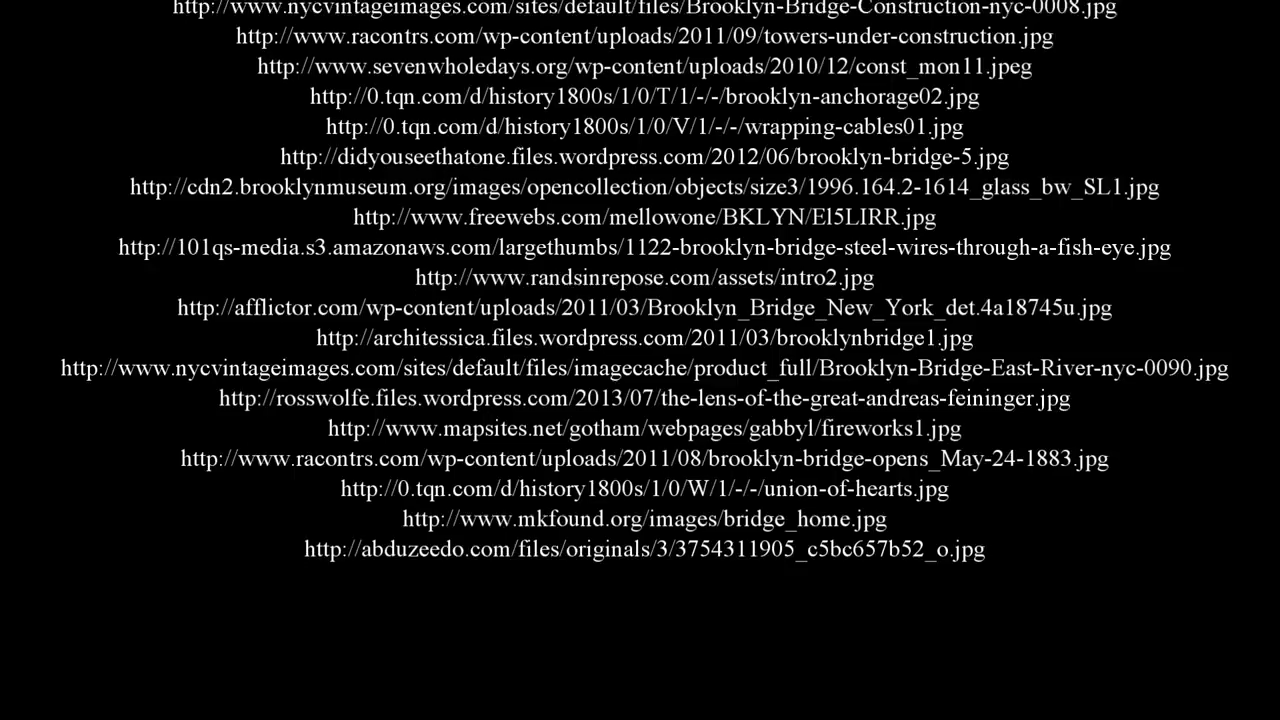 http://www.nycvintageimages.com/sites/default/files/Brooklyn-Bridge-Construction-nyc-0008.jpg
http://www.racontrs.com/wp-content/uploads/2011/09/towers-under-construction.jpg
http://www.sevenwholedays.org/wp-content/uploads/2010/12/const_mon11.jpeg
http://0.tqn.com/d/history1800s/1/0/T/1/-/-/brooklyn-anchorage02.jpg
http://0.tqn.com/d/history1800s/1/0/V/1/-/-/wrapping-cables01.jpg
http://didyouseethatone.files.wordpress.com/2012/06/brooklyn-bridge-5.jpg
http://cdn2.brooklynmuseum.org/images/opencollection/objects/size3/1996.164.2-1614_glass_bw_SL1.jpg
http://www.freewebs.com/mellowone/BKLYN/El5LIRR.jpg
http://101qs-media.s3.amazonaws.com/largethumbs/1122-brooklyn-bridge-steel-wires-through-a-fish-eye.jpg
http://www.randsinrepose.com/assets/intro2.jpg
http://afflictor.com/wp-content/uploads/2011/03/Brooklyn_Bridge_New_York_det.4a18745u.jpg
http://architessica.files.wordpress.com/2011/03/brooklynbridge1.jpg
http://www.nycvintageimages.com/sites/default/files/imagecache/product_full/Brooklyn-Bridge-East-River-nyc-0090.jpg
http://rosswolfe.files.wordpress.com/2013/07/the-lens-of-the-great-andreas-feininger.jpg
http://www.mapsites.net/gotham/webpages/gabbyl/fireworks1.jpg
http://www.racontrs.com/wp-content/uploads/2011/08/brooklyn-bridge-opens_May-24-1883.jpg
http://0.tqn.com/d/history1800s/1/0/W/1/-/-/union-of-hearts.jpg
http://www.mkfound.org/images/bridge_home.jpg
http://abduzeedo.com/files/originals/3/3754311905_c5bc657b52_o.jpg